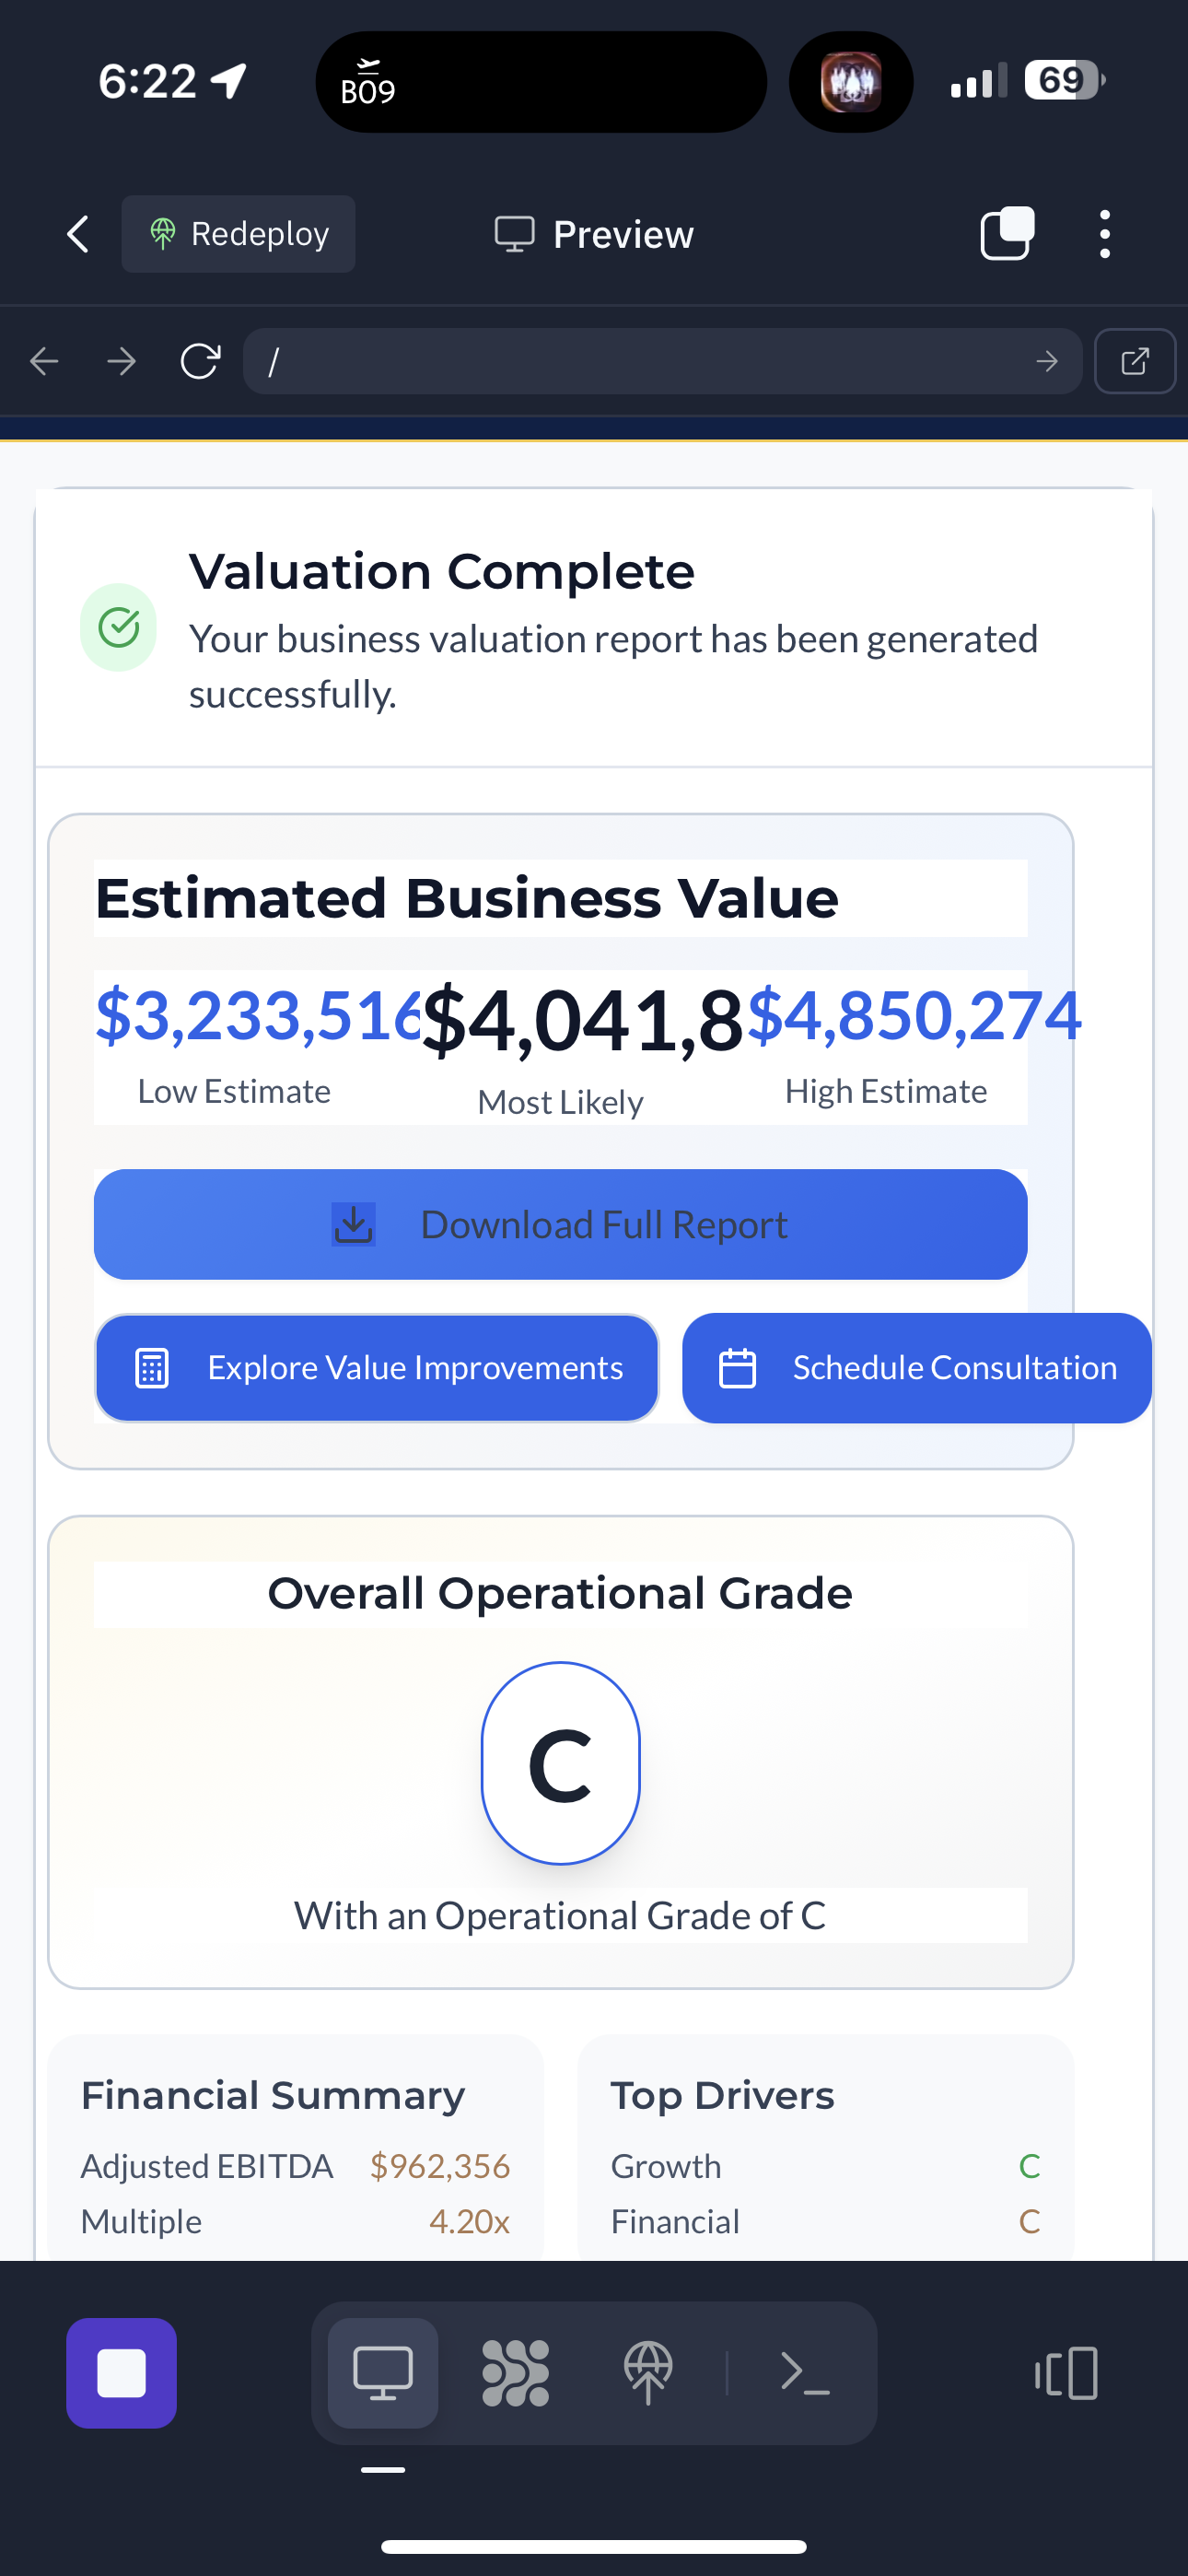 6:22
B09
69
Redeploy
Preview
/
Valuation Complete
Your business valuation report has been generated
successfully.
Estimated Business Value
$3,233,516 $4,041,8 $4,850,274
Low Estimate Most Likely High Estimate
Download Full Report
Explore Value Improvements Schedule Consultation
Overall Operational Grade
C
With an Operational Grade of C
Financial Summary
Adjusted EBITDA $962,356
Multiple 4.20x
Top Drivers
Growth C
Financial C